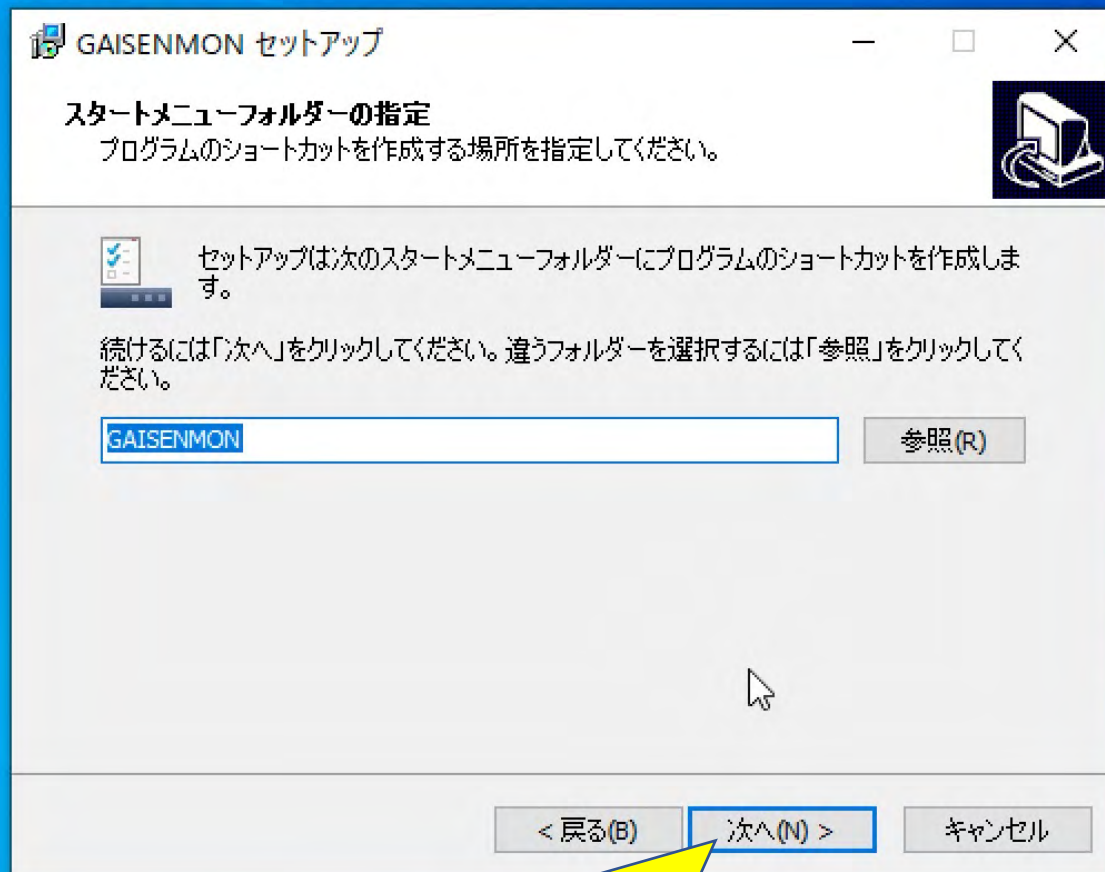 GAISENMON セットアップ
スタートメニューフォルダーの指定
プログラムのショートカットを作成する場所を指定してください。
セットアップは次のスタートメニューフォルダーにプログラムのショートカットを作成しま
す。
続けるには「次へ」をクリックしてください。違うフォルダーを選択するには「参照」をクリックしてく
ださい。
GAISENMON
参照(R)
< 戻る(B)
次へ(N) >
キャンセル